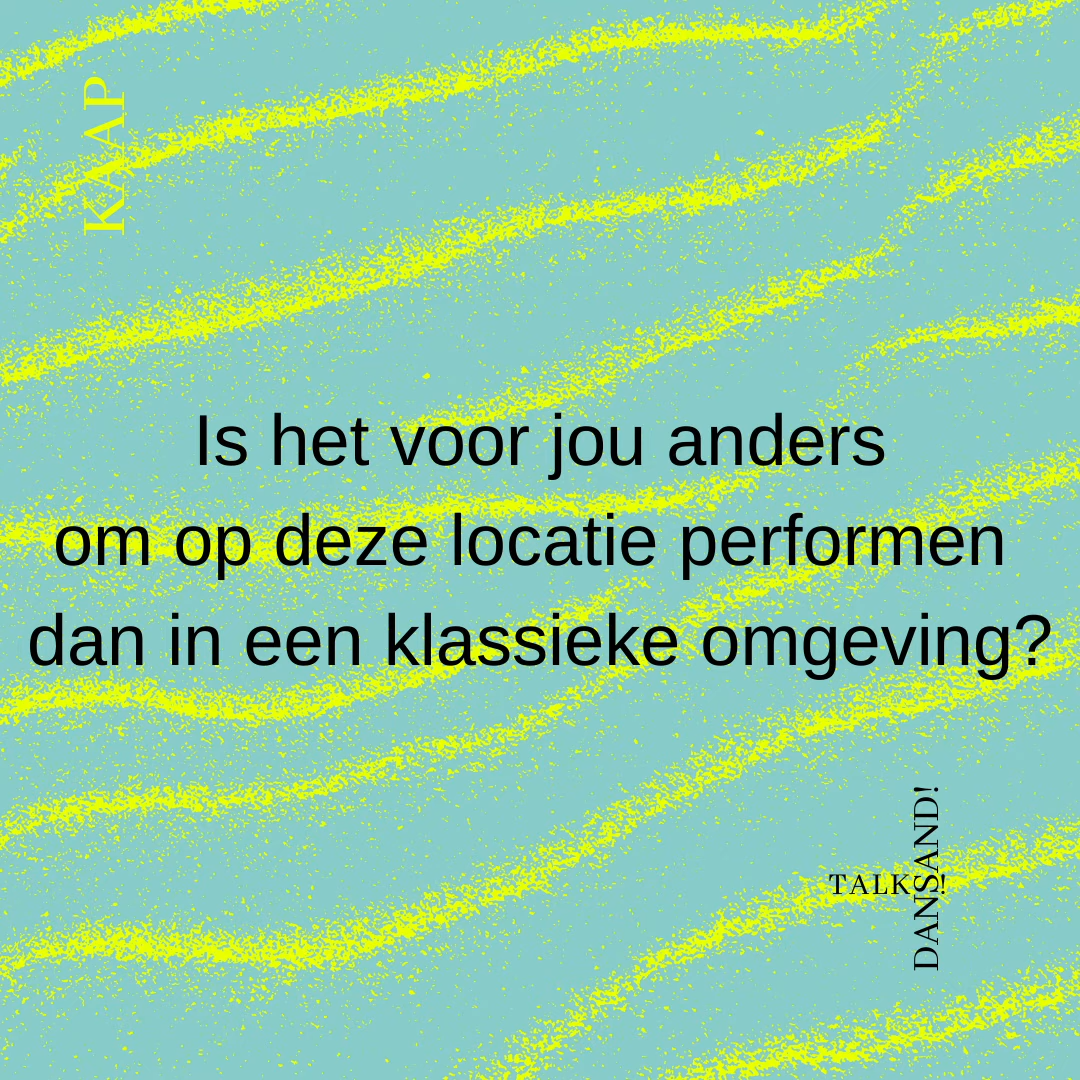 KAAP
Is het voor jou anders
om op deze locatie performen
dan in een klassieke omgeving?
DANSAND!
TALKS!